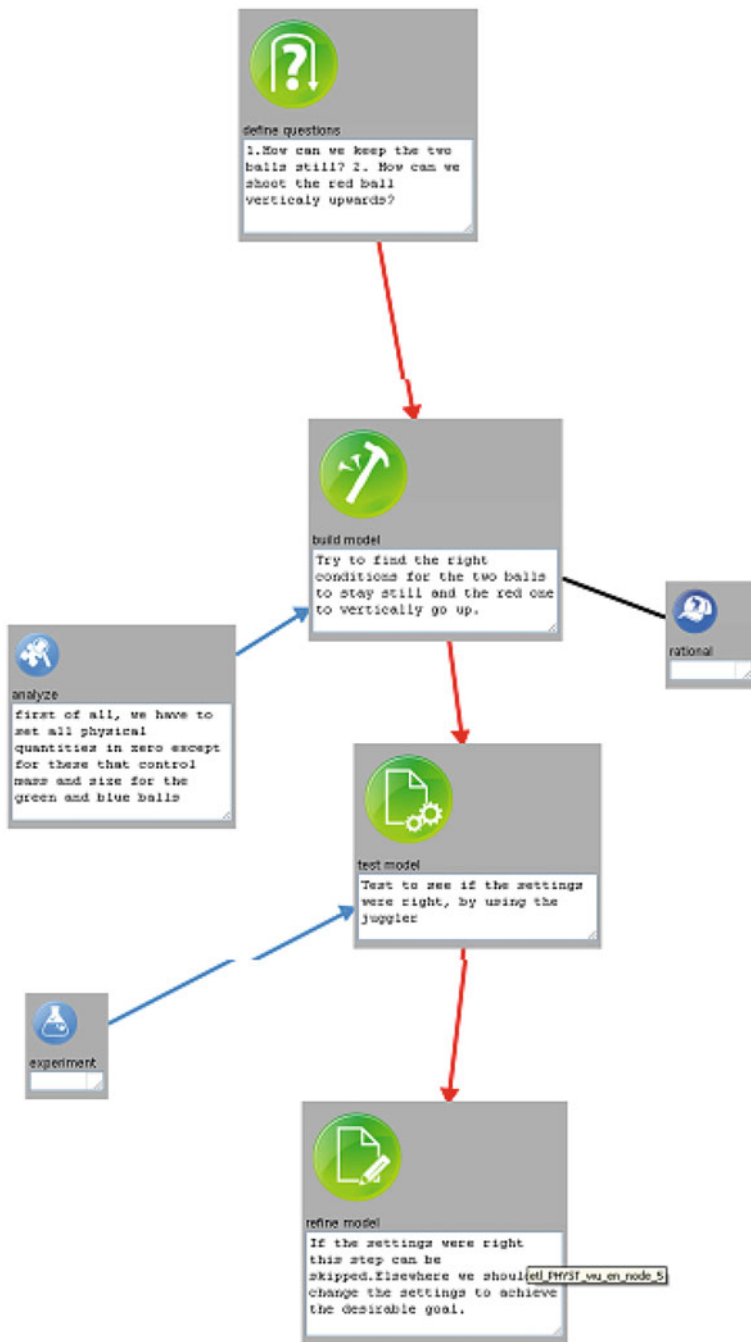 define questions
1.How can we keep the two
balls still? 2. How can we
shoot the red ball
verticaly upwards?
build model
Try to find the right
conditions for the two balls
to stay still and the red one
to vertically go up.
rational
analyze
first of all, we have to
set all physical
quantities in zero except
for these that control
mass and size for the
green and blue balls
test model
Test to see if the settings
were right, by using the
juggler
experiment
refine model
If the settings were right
this step can be
skipped.Elsewhere we should
change the settings to achieve
the desirable goal.
etl_PHYST_wu_en_node_5